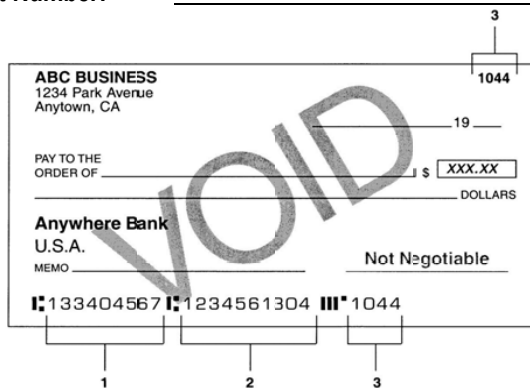 Number:
3
ABC BUSINESS
1044
1234 Park Avenue
Anytown, CA
19
PAY TO THE
ORDER OF
$ XXX.XX
DOLLARS
VOID
Anywhere Bank
U.S.A.
Not Negotiable
MEMO
133404567 1234561304 1044
1 2 3